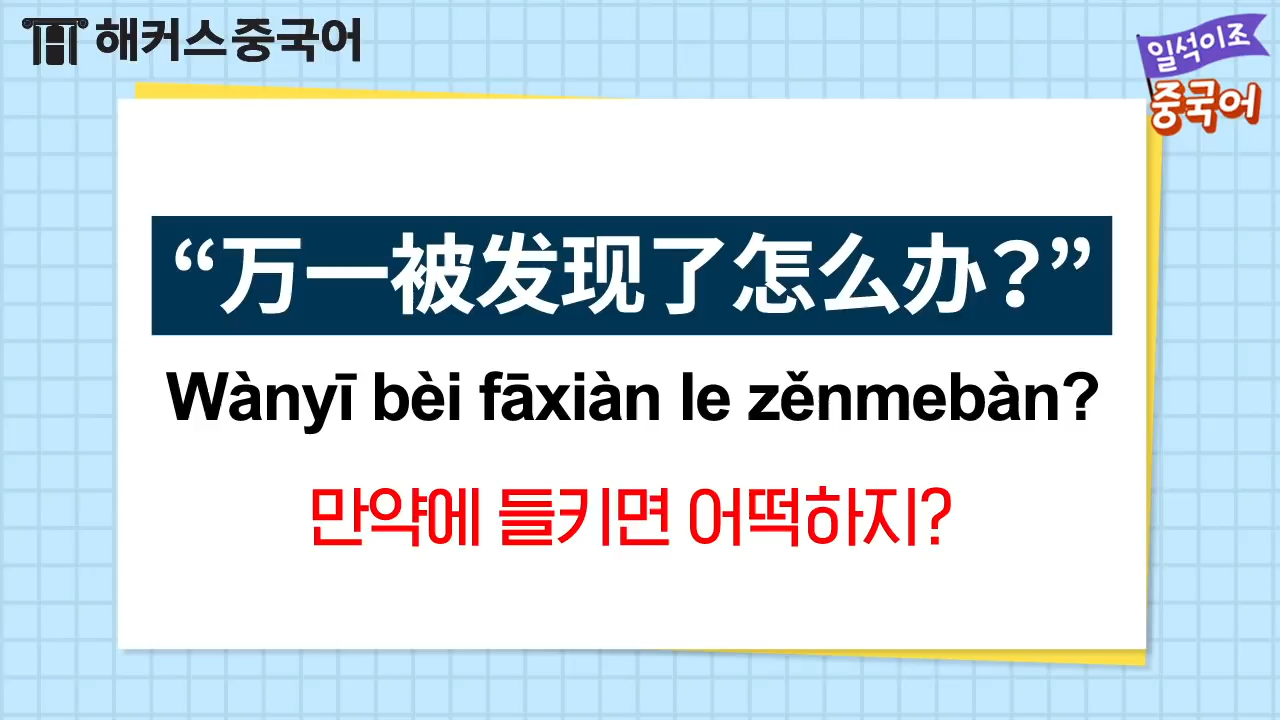 해커스중국어
일석이조
중국어
“万一被发现了怎么办？”
Wànyī bèi fāxiàn le zěnmebàn?
만약에 들키면 어떡하지?